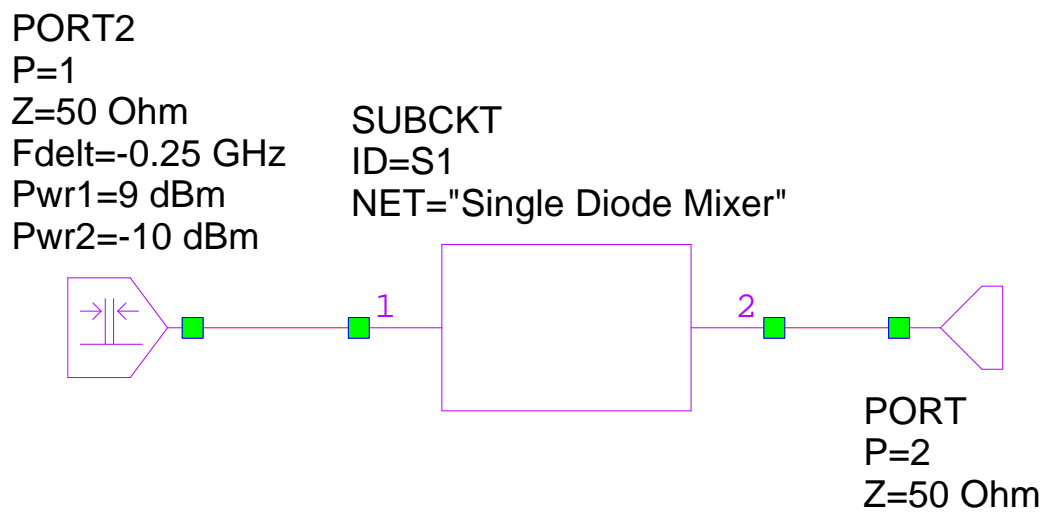 PORT2
P=1
Z=50 Ohm
Fdelt=-0.25 GHz
Pwr1=9 dBm
Pwr2=-10 dBm
SUBCKT
ID=S1
NET="Single Diode Mixer"
1
2
PORT
P=2
Z=50 Ohm